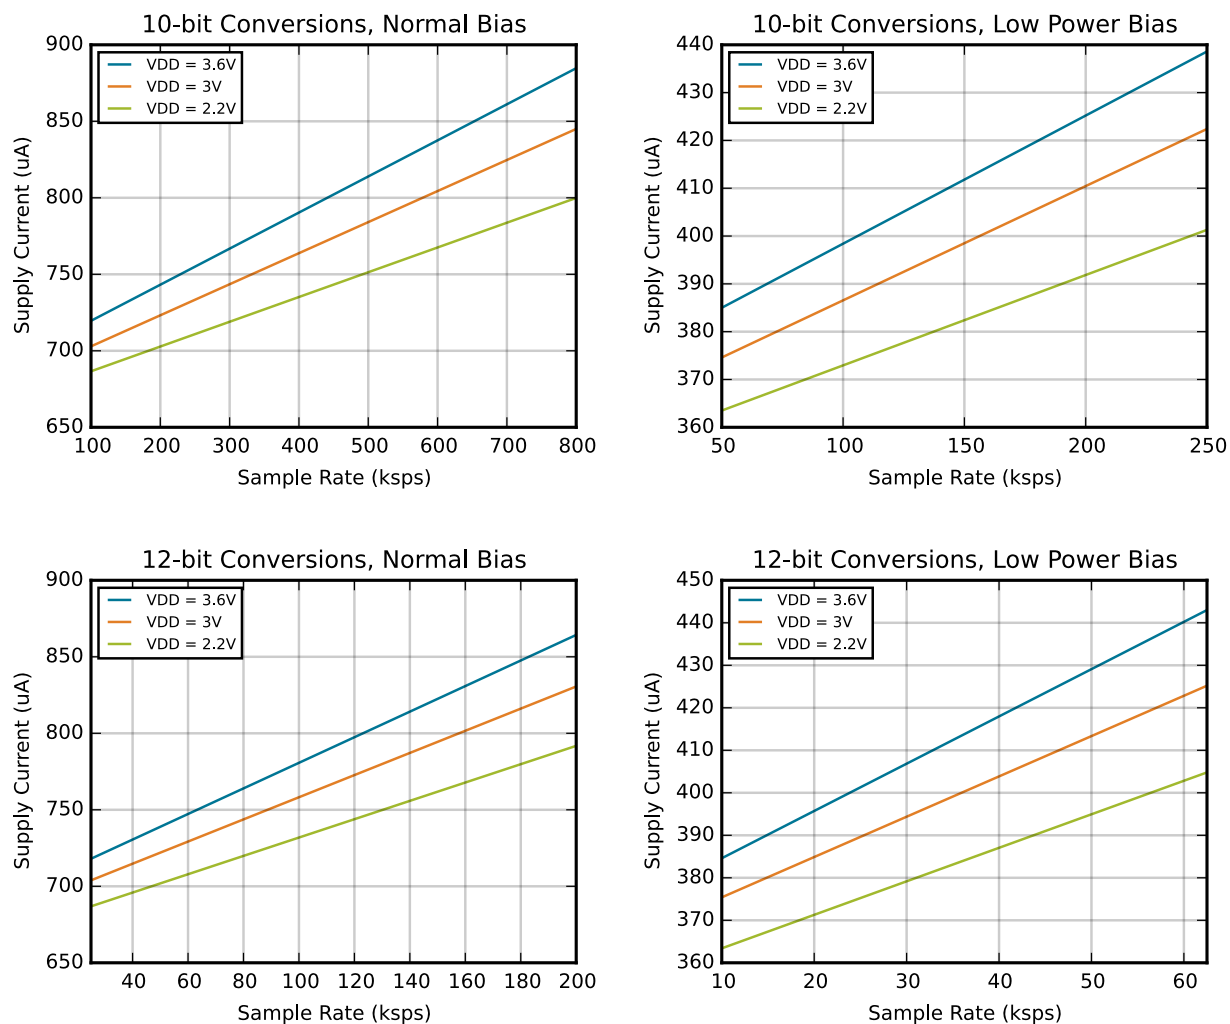 10-bit Conversions, Normal Bias
900
850
800
750
700
650
Supply Current (uA)
VDD = 3.6V
VDD = 3V
VDD = 2.2V
100 200 300 400 500 600 700 800
Sample Rate (ksps)
10-bit Conversions, Low Power Bias
440
430
420
410
400
390
380
370
360
Supply Current (uA)
VDD = 3.6V
VDD = 3V
VDD = 2.2V
50 100 150 200 250
Sample Rate (ksps)
12-bit Conversions, Normal Bias
900
850
800
750
700
650
Supply Current (uA)
VDD = 3.6V
VDD = 3V
VDD = 2.2V
40 60 80 100 120 140 160 180 200
Sample Rate (ksps)
12-bit Conversions, Low Power Bias
450
440
430
420
410
400
390
380
370
360
Supply Current (uA)
VDD = 3.6V
VDD = 3V
VDD = 2.2V
10 20 30 40 50 60
Sample Rate (ksps)